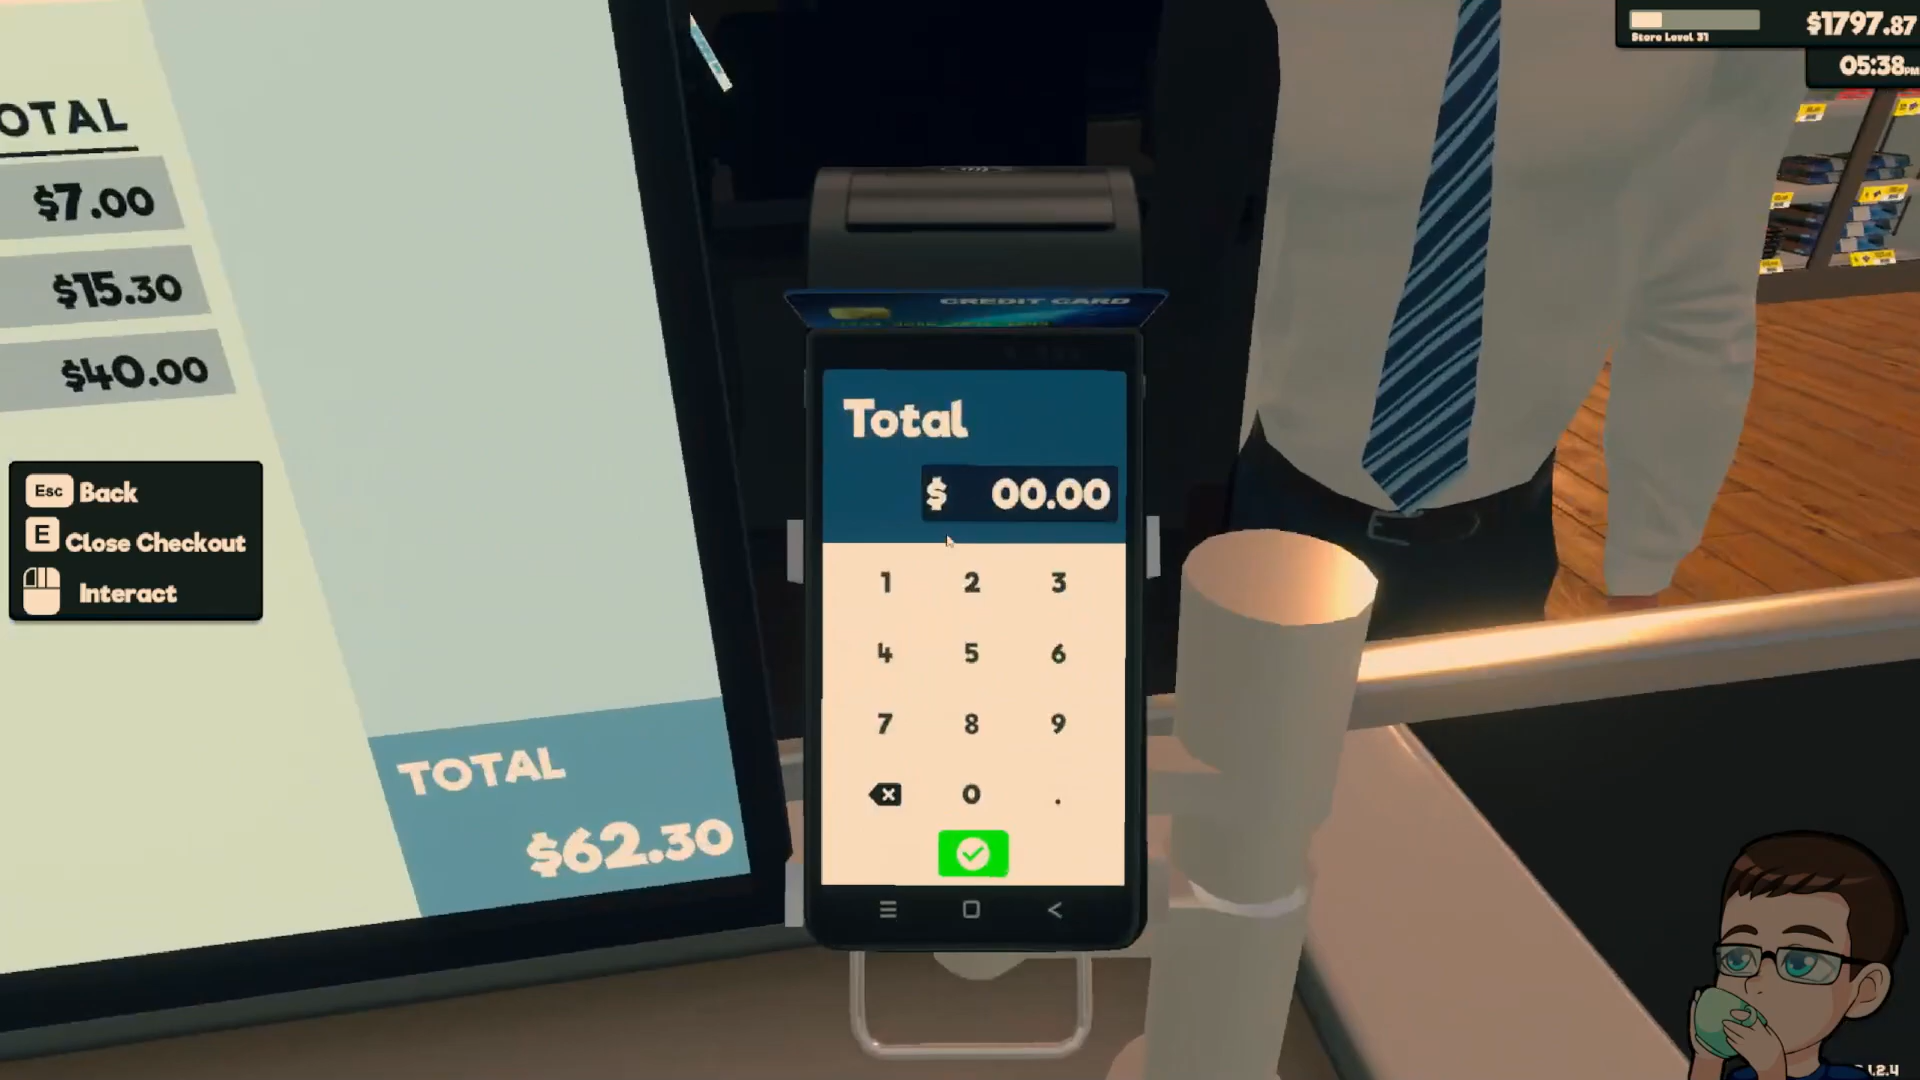 Store Level 31
$1797.87
05:38PM
OTAL
$7.00
$15.30
$40.00
Esc Back
E Close Checkout
Interact
TOTAL
$62.30
CREDIT CARD
Total
$ 00.00
1 2 3
4 5 6
7 8 9
0 .